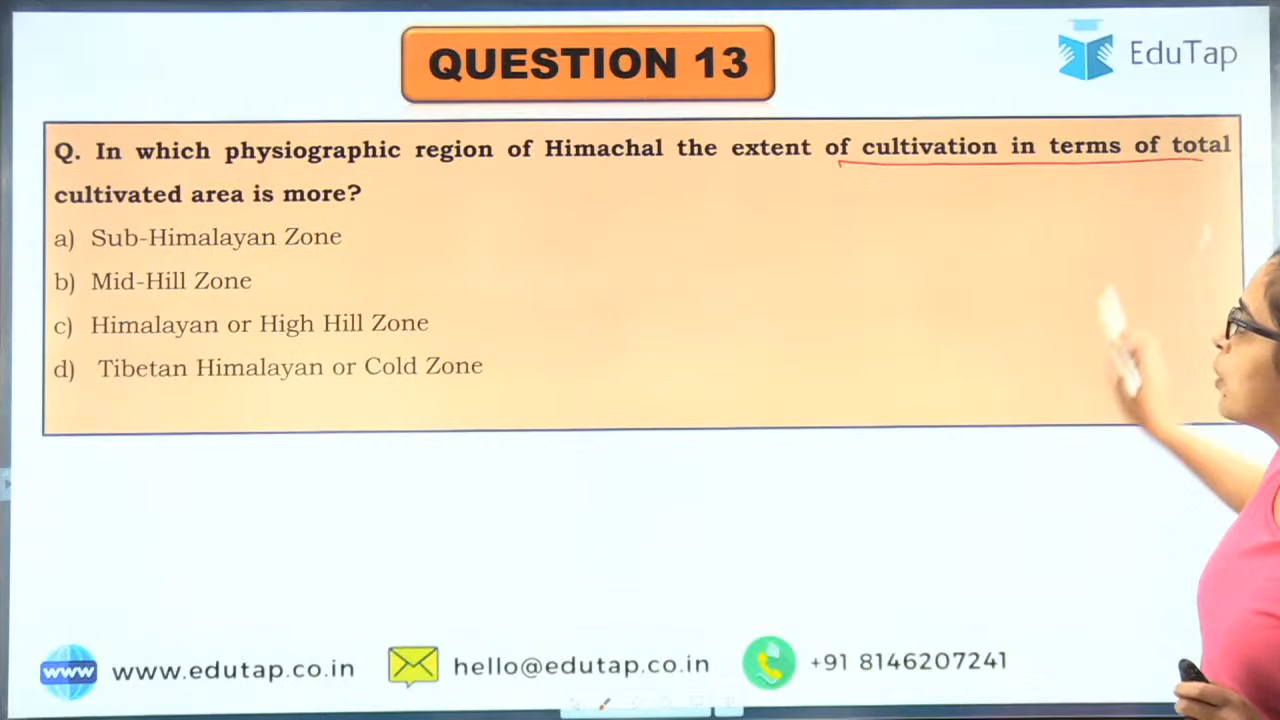 QUESTION 13
EduTap
Q. In which physiographic region of Himachal the extent of cultivation in terms of total
cultivated area is more?
a) Sub-Himalayan Zone
b) Mid-Hill Zone
c) Himalayan or High Hill Zone
d) Tibetan Himalayan or Cold Zone
www www.edutap.co.in hello@edutap.co.in +91 8146207241